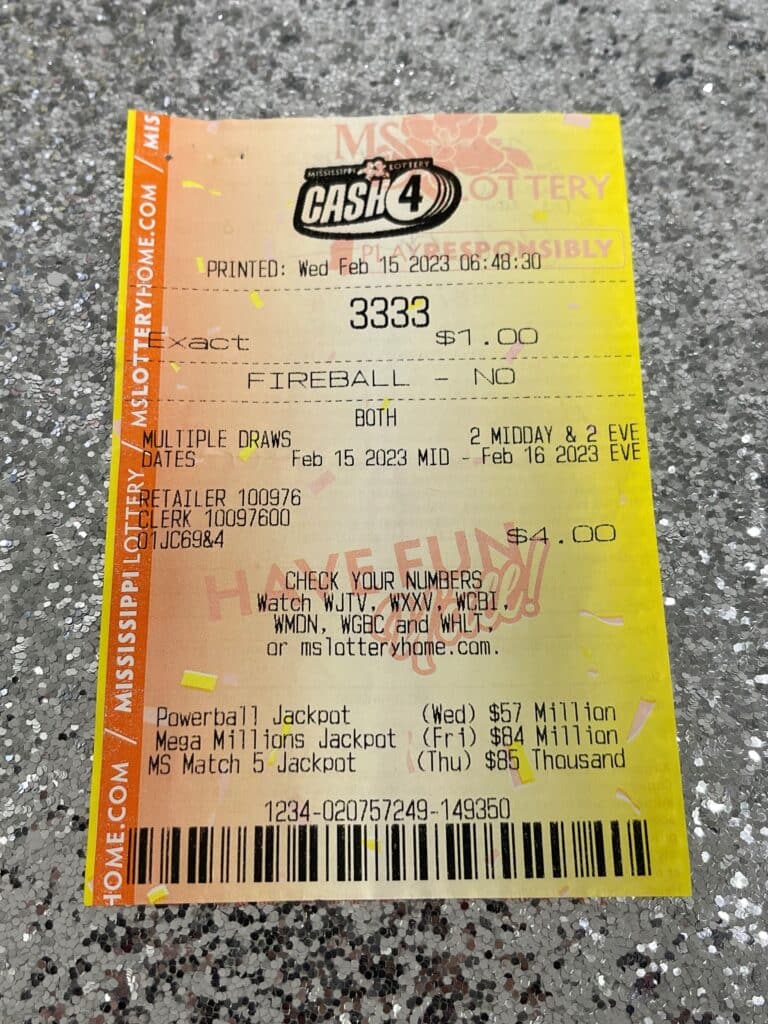 MS LOTTERY
PLAY RESPONSIBLY
MISSISSIPPI LOTTERY
CASH 4
PRINTED: Wed Feb 15 2023 06:48:30
3333
Exact $1.00
FIREBALL - NO
BOTH
MULTIPLE DRAWS 2 MIDDAY & 2 EVE
DATES Feb 15 2023 MID - Feb 16 2023 EVE
RETAILER 100976
CLERK 10097600
01JC69&4 $4.00
HAVE FUN
Y'all!
CHECK YOUR NUMBERS
Watch WJTV, WXXV, WCBI,
WMDN, WGBC and WHLT,
or mslotteryhome.com.
Powerball Jackpot (Wed) $57 Million
Mega Millions Jackpot (Fri) $84 Million
MS Match 5 Jackpot (Thu) $85 Thousand
1234-020757249-149350
HOME.COM / MISSISSIPPI LOTTERY / MSLOTTERYHOME.COM / MIS